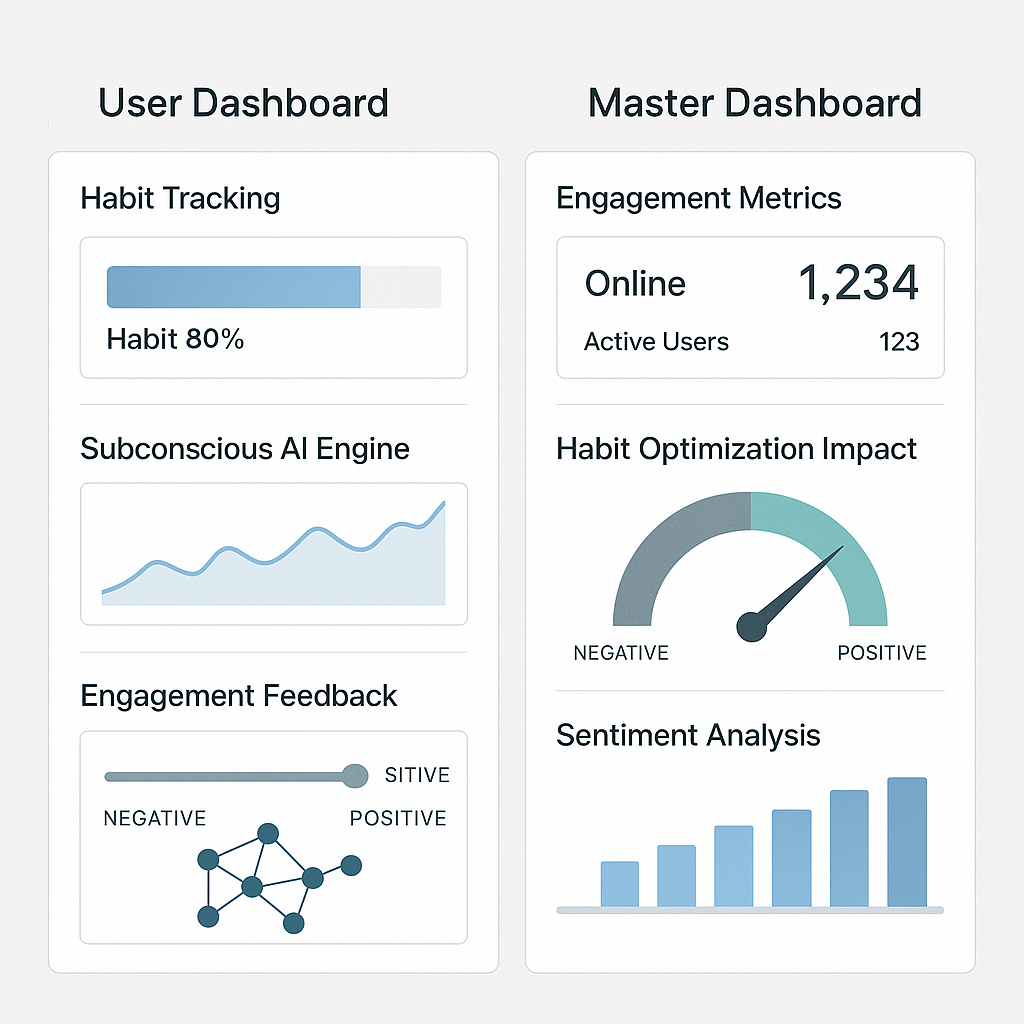 User Dashboard
Habit Tracking
Habit 80%
Subconscious AI Engine
Engagement Feedback
SITIVE
NEGATIVE
POSITIVE
Master Dashboard
Engagement Metrics
Online 1,234
Active Users 123
Habit Optimization Impact
NEGATIVE
POSITIVE
Sentiment Analysis